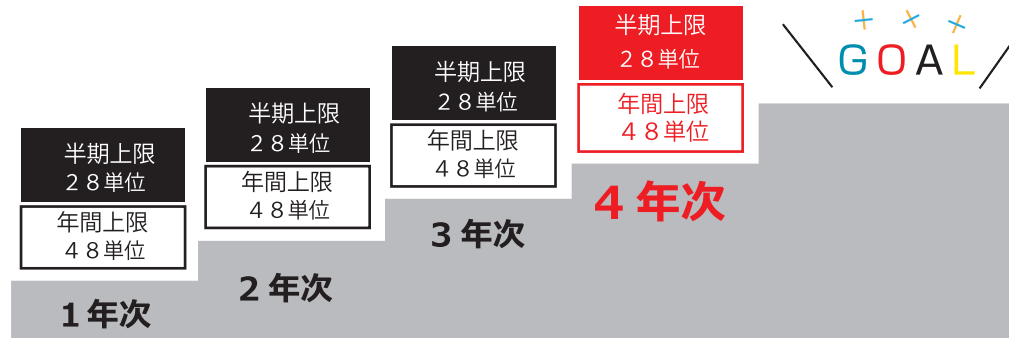 半期上限
２８単位
年間上限
４８単位
１年次
半期上限
２８単位
年間上限
４８単位
２年次
半期上限
２８単位
年間上限
４８単位
３年次
半期上限
２８単位
年間上限
４８単位
４年次
GOAL